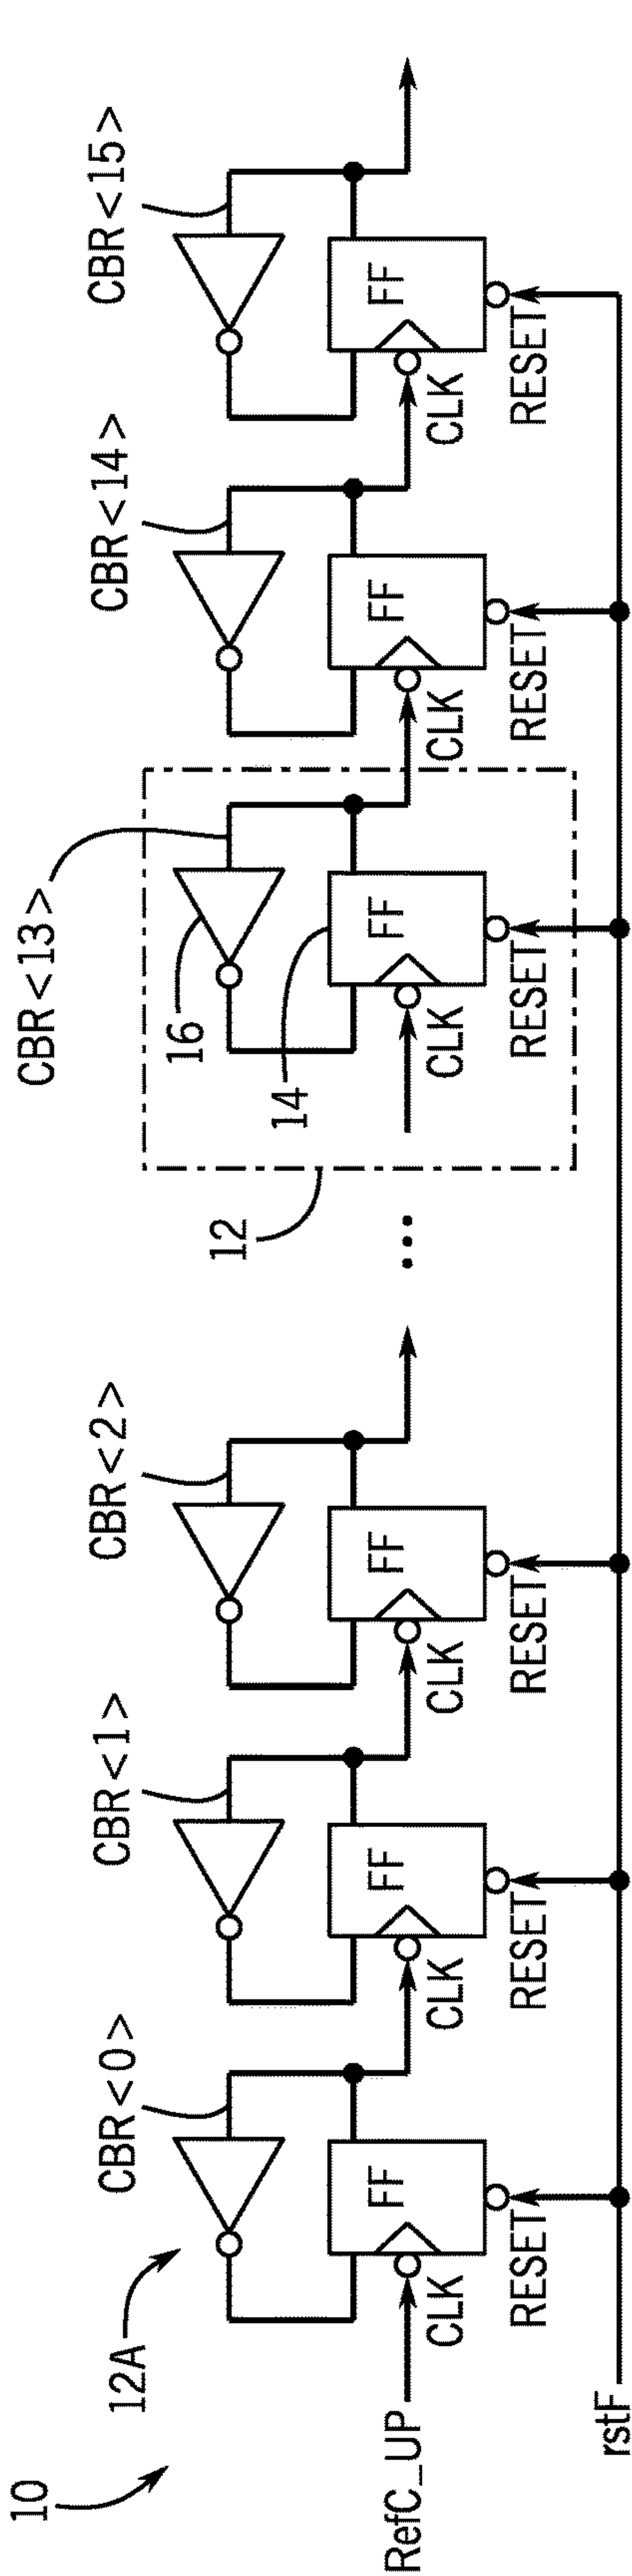 10
12A
CBR<0>
CBR<1>
CBR<2>
12
CBR<13>
CBR<14>
CBR<15>
16
14
FF
FF
FF
FF
FF
FF
RefC_UP
CLK
CLK
CLK
...
CLK
CLK
CLK
RESET
RESET
RESET
RESET
RESET
RESET
rstF